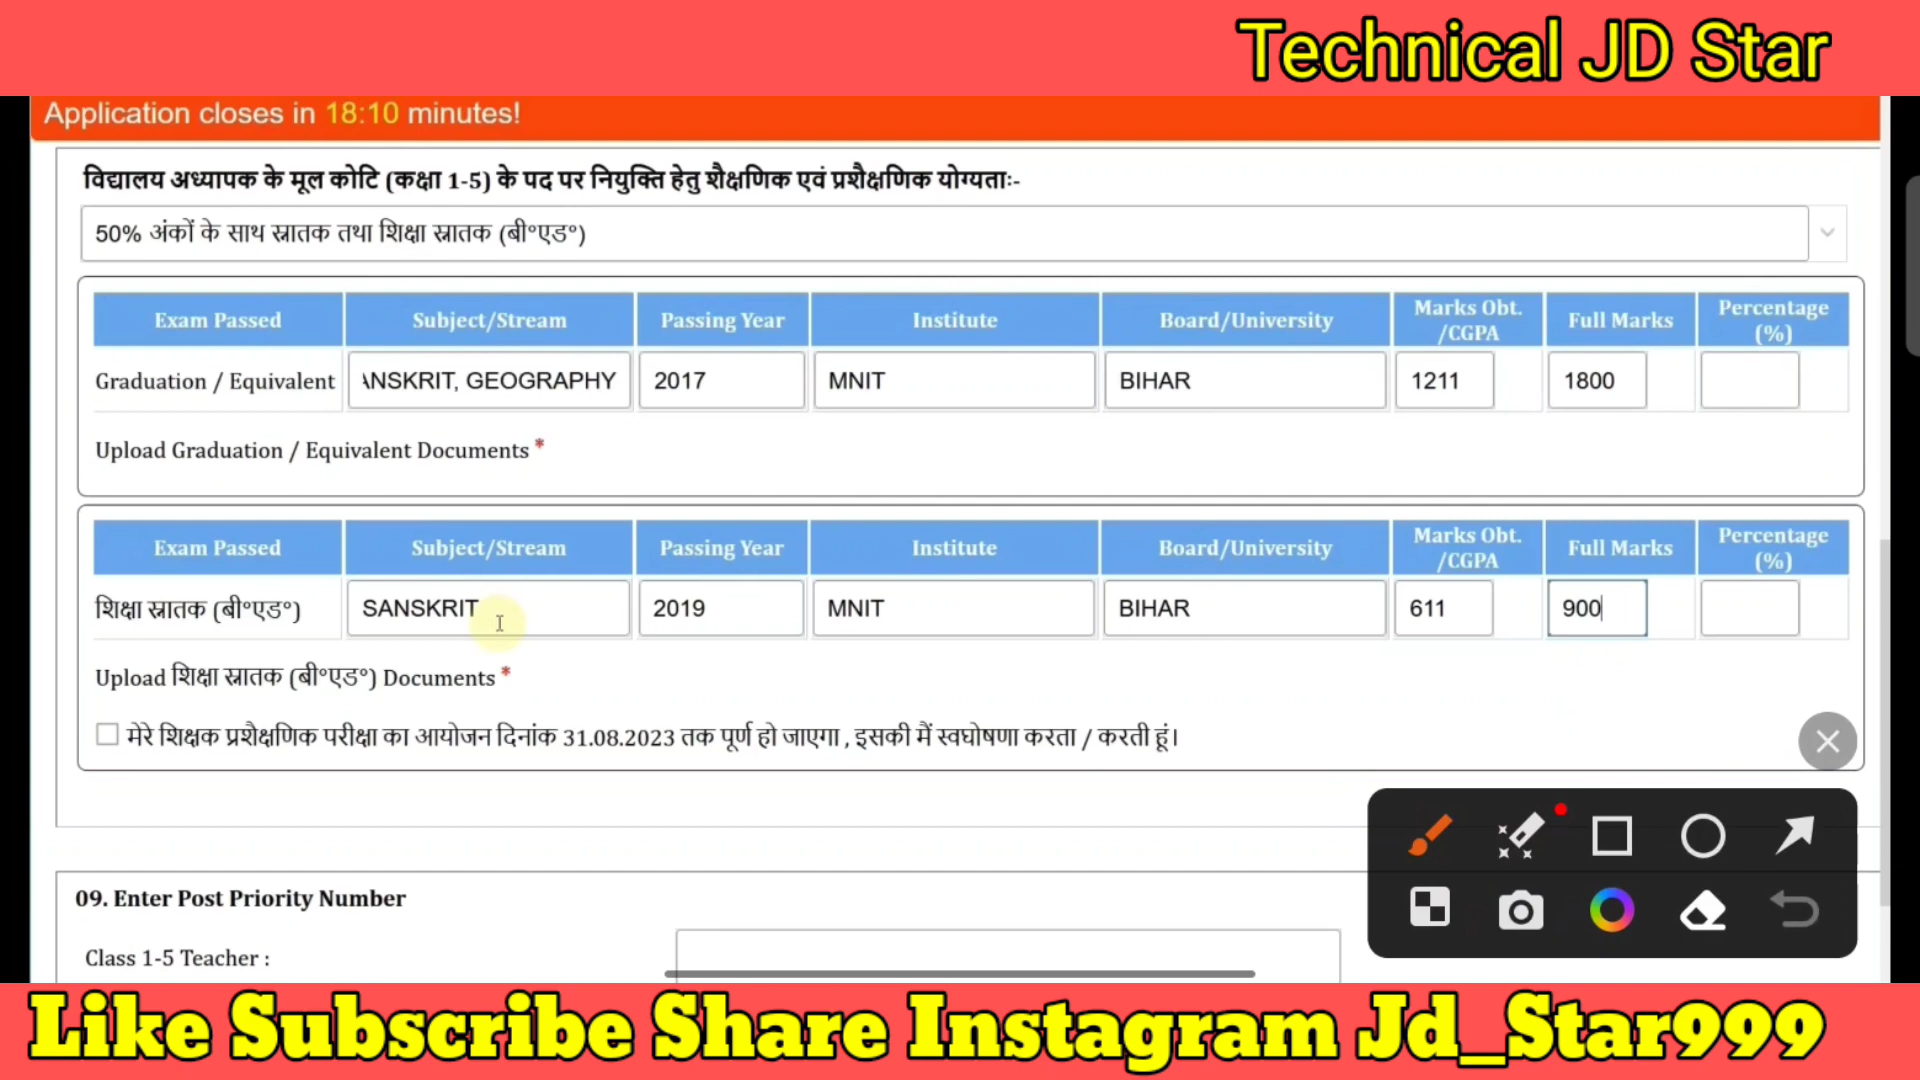 Technical JD Star
Application closes in 18:10 minutes!
विद्यालय अध्यापक के मूल कोटि (कक्षा 1-5) के पद पर नियुक्ति हेतु शैक्षणिक एवं प्रशैक्षणिक योग्यताः-
50% अंकों के साथ स्नातक तथा शिक्षा स्नातक (बी°एड°)
Exam Passed Subject/Stream Passing Year Institute Board/University Marks Obt. /CGPA Full Marks Percentage (%)
Graduation / Equivalent ANSKRIT, GEOGRAPHY 2017 MNIT BIHAR 1211 1800
Upload Graduation / Equivalent Documents *
Exam Passed Subject/Stream Passing Year Institute Board/University Marks Obt. /CGPA Full Marks Percentage (%)
शिक्षा स्नातक (बी°एड°) SANSKRIT 2019 MNIT BIHAR 611 900
Upload शिक्षा स्नातक (बी°एड°) Documents *
मेरे शिक्षक प्रशैक्षणिक परीक्षा का आयोजन दिनांक 31.08.2023 तक पूर्ण हो जाएगा , इसकी मैं स्वघोषणा करता / करती हूं।
09. Enter Post Priority Number
Class 1-5 Teacher :
Like Subscribe Share Instagram Jd_Star999